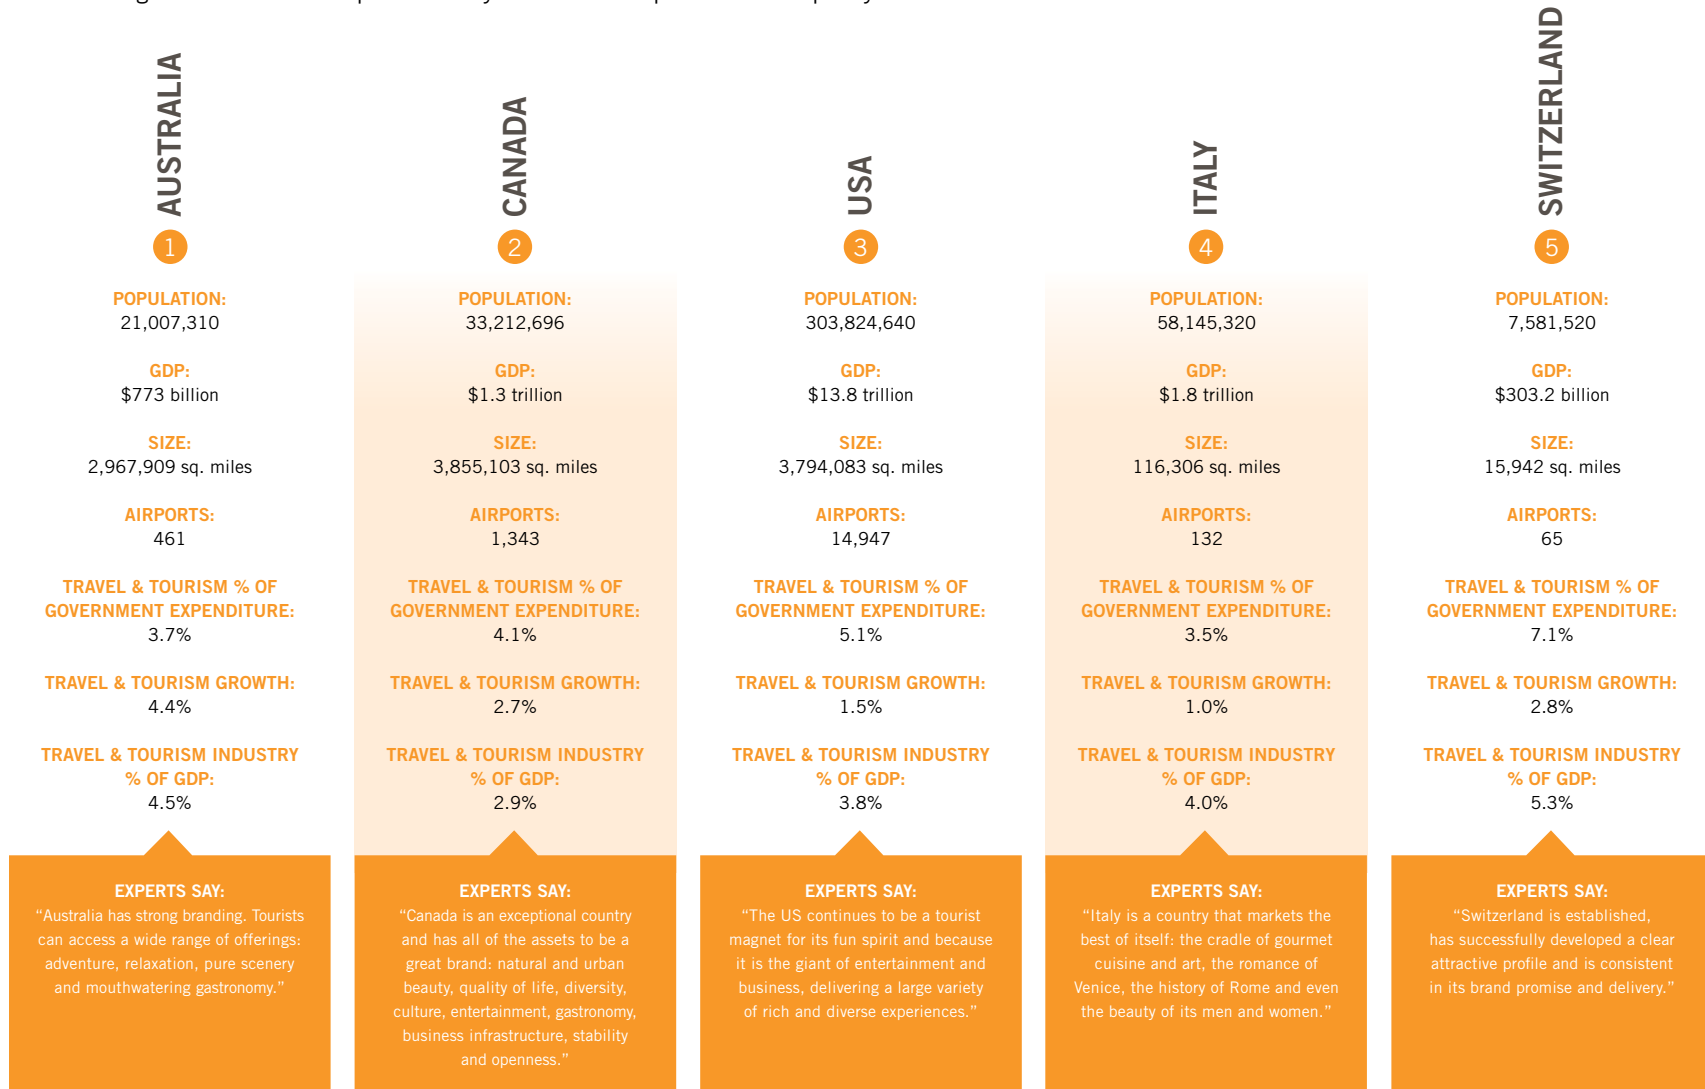 AUSTRALIA
1
POPULATION:
21,007,310
GDP:
$773 billion
SIZE:
2,967,909 sq. miles
AIRPORTS:
461
TRAVEL & TOURISM % OF
GOVERNMENT EXPENDITURE:
3.7%
TRAVEL & TOURISM GROWTH:
4.4%
TRAVEL & TOURISM INDUSTRY
% OF GDP:
4.5%
EXPERTS SAY:
“Australia has strong branding. Tourists
can access a wide range of offerings:
adventure, relaxation, pure scenery
and mouthwatering gastronomy.”
CANADA
2
POPULATION:
33,212,696
GDP:
$1.3 trillion
SIZE:
3,855,103 sq. miles
AIRPORTS:
1,343
TRAVEL & TOURISM % OF
GOVERNMENT EXPENDITURE:
4.1%
TRAVEL & TOURISM GROWTH:
2.7%
TRAVEL & TOURISM INDUSTRY
% OF GDP:
2.9%
EXPERTS SAY:
“Canada is an exceptional country
and has all of the assets to be a
great brand: natural and urban
beauty, quality of life, diversity,
culture, entertainment, gastronomy,
business infrastructure, stability
and openness.”
USA
3
POPULATION:
303,824,640
GDP:
$13.8 trillion
SIZE:
3,794,083 sq. miles
AIRPORTS:
14,947
TRAVEL & TOURISM % OF
GOVERNMENT EXPENDITURE:
5.1%
TRAVEL & TOURISM GROWTH:
1.5%
TRAVEL & TOURISM INDUSTRY
% OF GDP:
3.8%
EXPERTS SAY:
“The US continues to be a tourist
magnet for its fun spirit and because
it is the giant of entertainment and
business, delivering a large variety
of rich and diverse experiences.”
ITALY
4
POPULATION:
58,145,320
GDP:
$1.8 trillion
SIZE:
116,306 sq. miles
AIRPORTS:
132
TRAVEL & TOURISM % OF
GOVERNMENT EXPENDITURE:
3.5%
TRAVEL & TOURISM GROWTH:
1.0%
TRAVEL & TOURISM INDUSTRY
% OF GDP:
4.0%
EXPERTS SAY:
“Italy is a country that markets the
best of itself: the cradle of gourmet
cuisine and art, the romance of
Venice, the history of Rome and even
the beauty of its men and women.”
SWITZERLAND
5
POPULATION:
7,581,520
GDP:
$303.2 billion
SIZE:
15,942 sq. miles
AIRPORTS:
65
TRAVEL & TOURISM % OF
GOVERNMENT EXPENDITURE:
7.1%
TRAVEL & TOURISM GROWTH:
2.8%
TRAVEL & TOURISM INDUSTRY
% OF GDP:
5.3%
EXPERTS SAY:
“Switzerland is established,
has successfully developed a clear
attractive profile and is consistent
in its brand promise and delivery.”